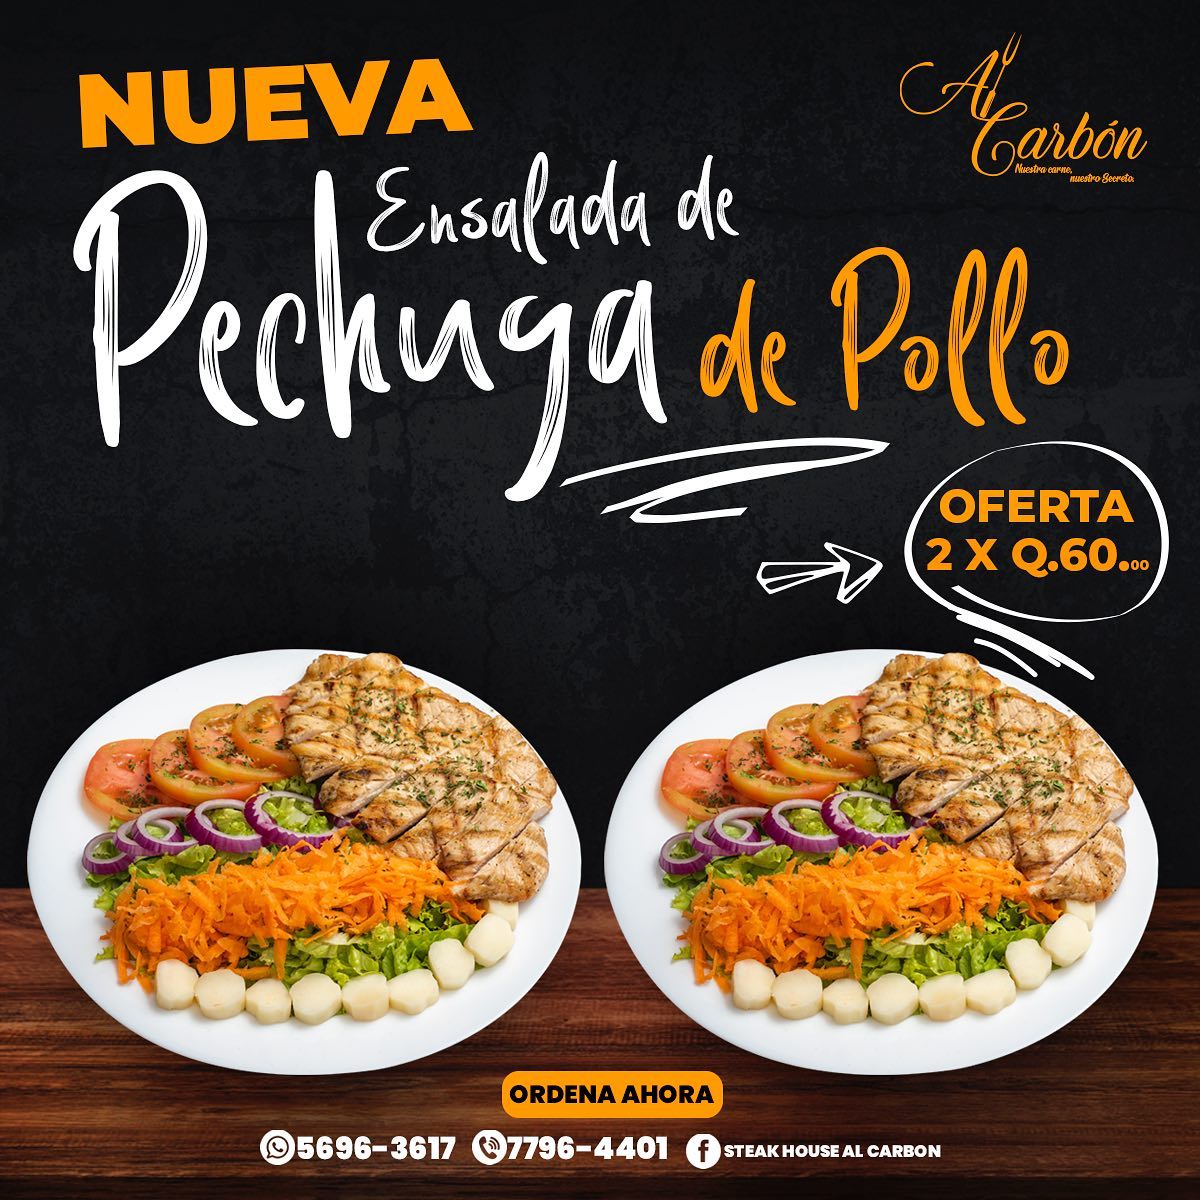 NUEVA
Al
Carbón
Nuestra carne,
nuestro Secreto.
Ensalada de
Pechuga de Pollo
OFERTA
2 X Q.60.00
ORDENA AHORA
5696-3617 7796-4401 f STEAK HOUSE AL CARBON